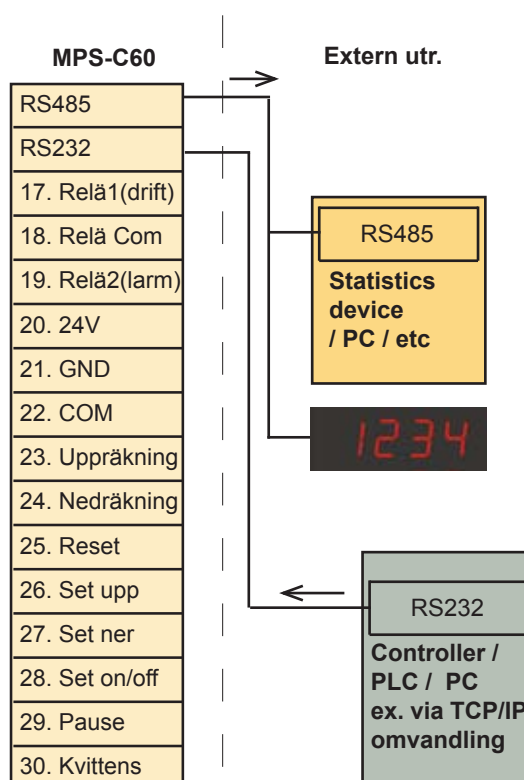 MPS-C60
RS485
RS232
17. Relä1(drift)
18. Relä Com
19. Relä2(larm)
20. 24V
21. GND
22. COM
23. Uppräkning
24. Nedräkning
25. Reset
26. Set upp
27. Set ner
28. Set on/off
29. Pause
30. Kvittens
Extern utr.
RS485
Statistics
device
/ PC / etc
1234
RS232
Controller /
PLC / PC
ex. via TCP/IP
omvandling